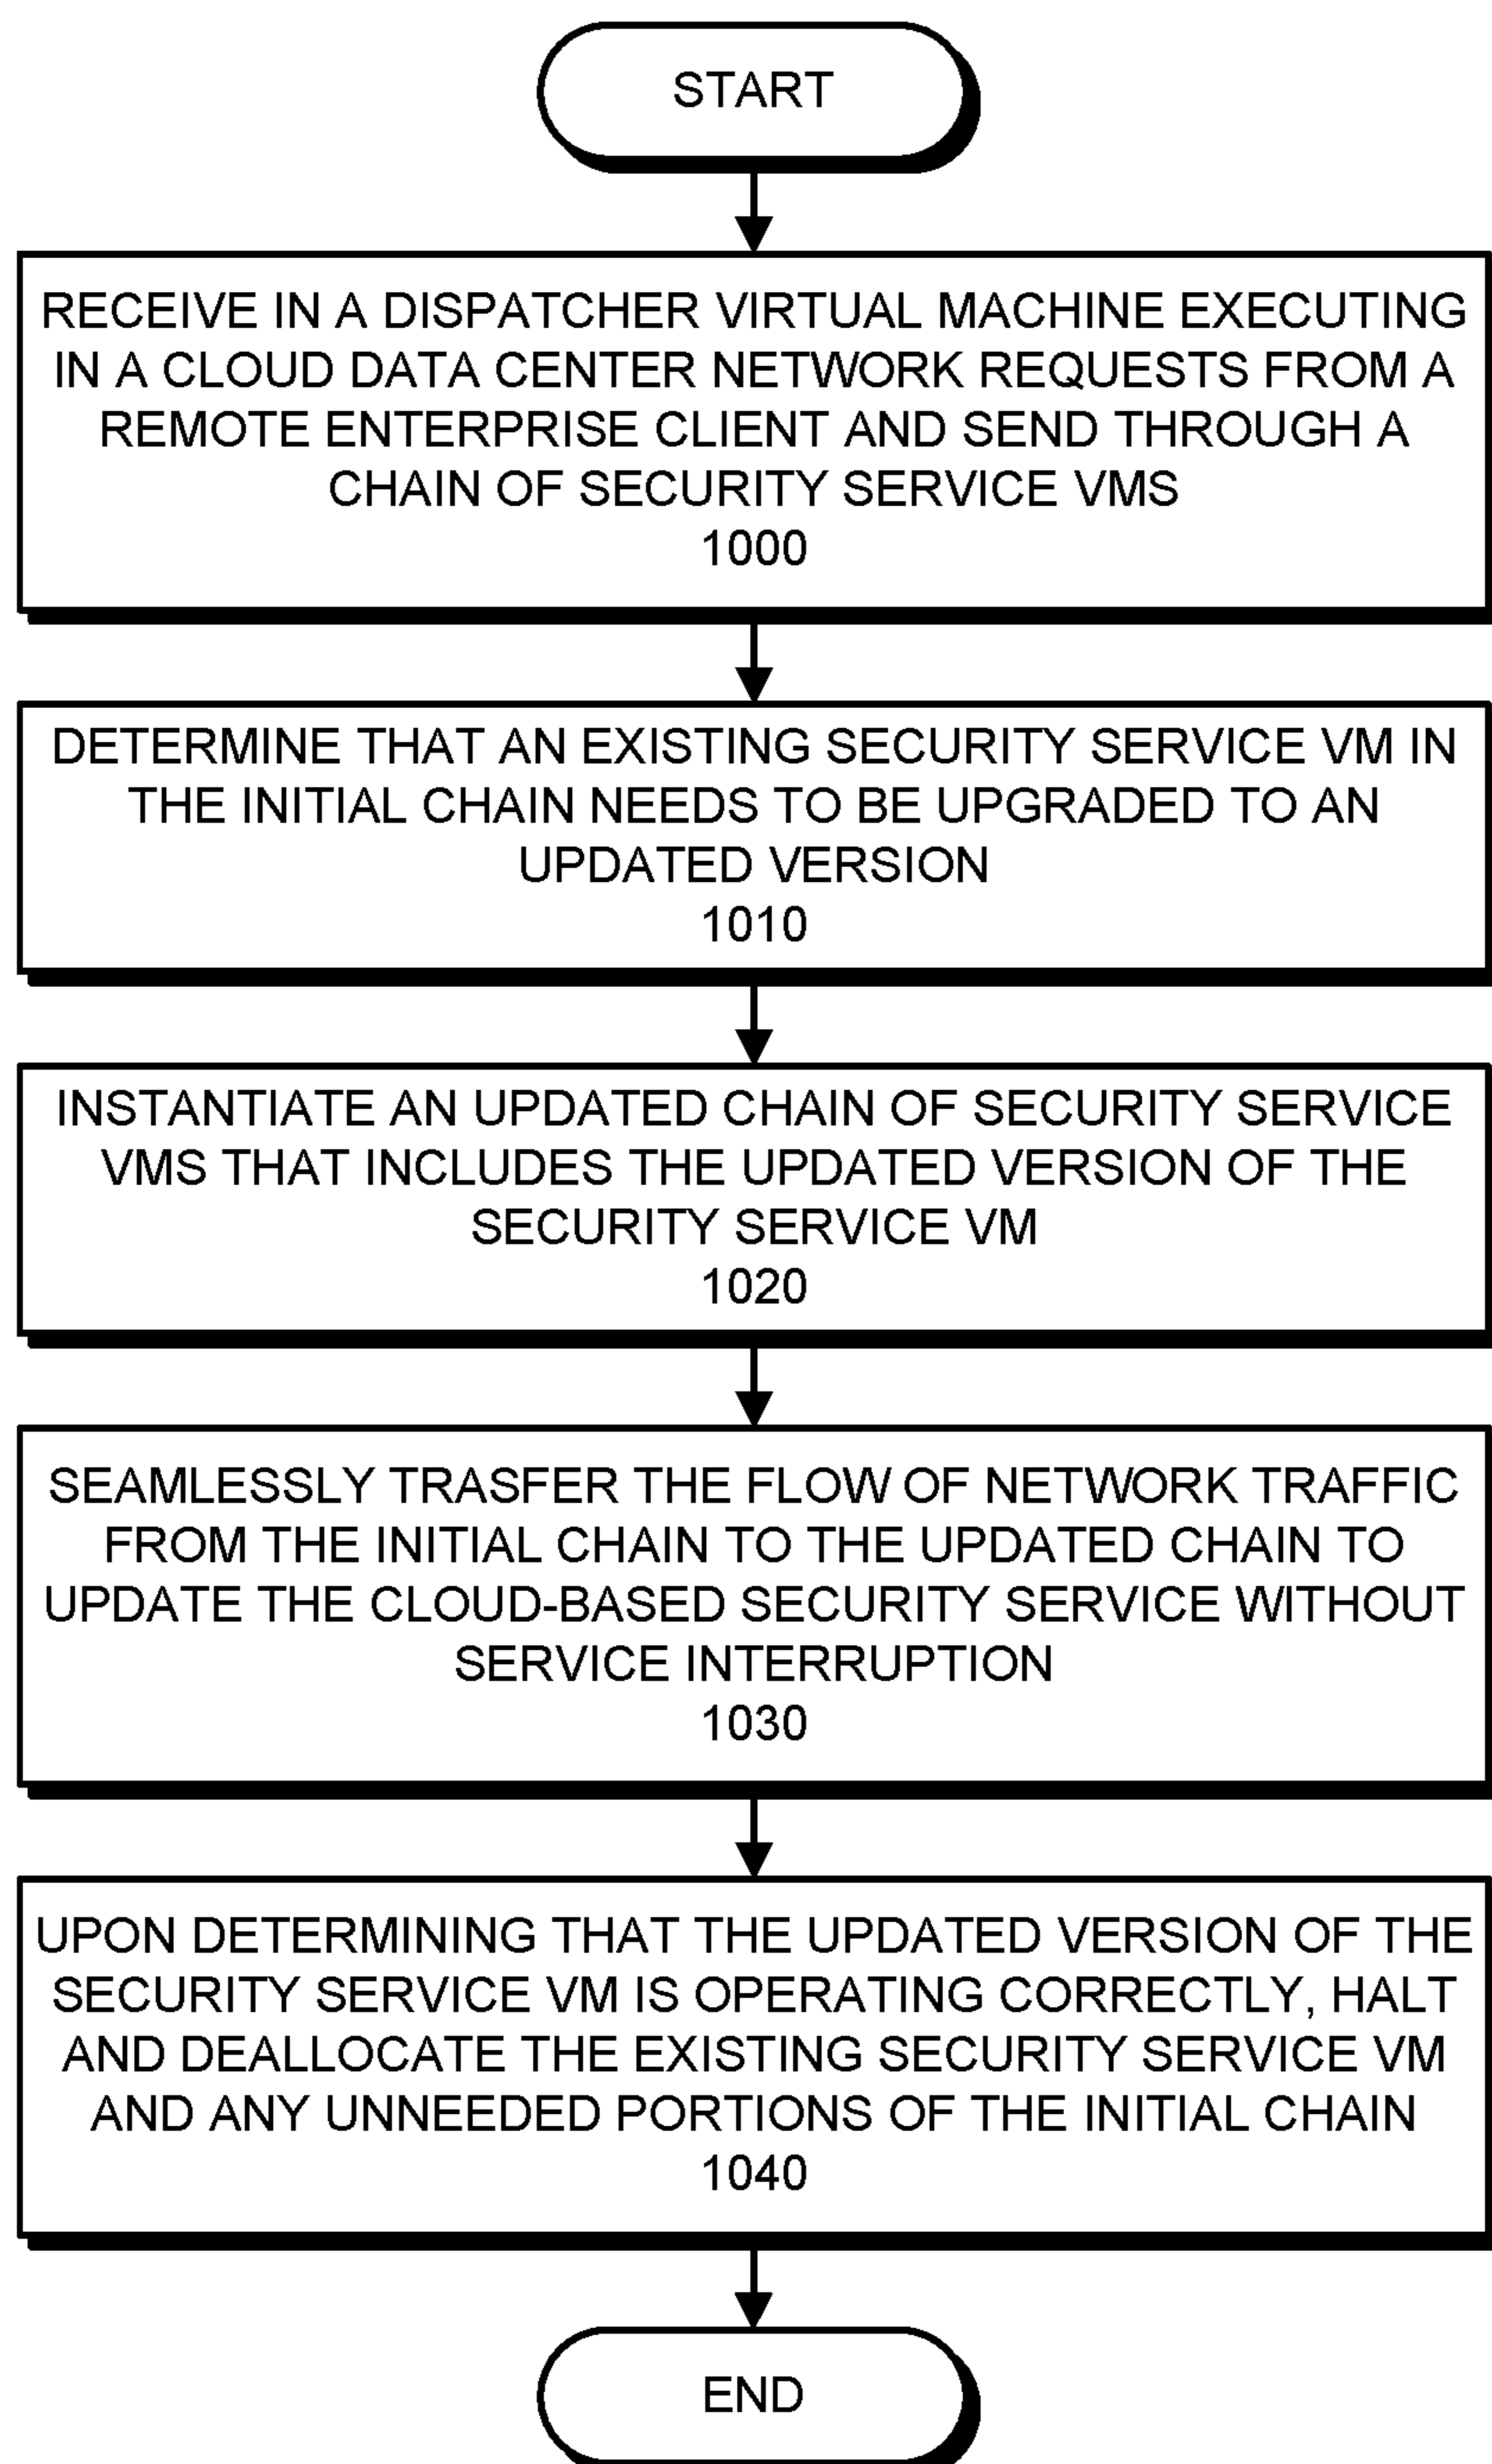 START
RECEIVE IN A DISPATCHER VIRTUAL MACHINE EXECUTING
IN A CLOUD DATA CENTER NETWORK REQUESTS FROM A
REMOTE ENTERPRISE CLIENT AND SEND THROUGH A
CHAIN OF SECURITY SERVICE VMS
1000
DETERMINE THAT AN EXISTING SECURITY SERVICE VM IN
THE INITIAL CHAIN NEEDS TO BE UPGRADED TO AN
UPDATED VERSION
1010
INSTANTIATE AN UPDATED CHAIN OF SECURITY SERVICE
VMS THAT INCLUDES THE UPDATED VERSION OF THE
SECURITY SERVICE VM
1020
SEAMLESSLY TRASFER THE FLOW OF NETWORK TRAFFIC
FROM THE INITIAL CHAIN TO THE UPDATED CHAIN TO
UPDATE THE CLOUD-BASED SECURITY SERVICE WITHOUT
SERVICE INTERRUPTION
1030
UPON DETERMINING THAT THE UPDATED VERSION OF THE
SECURITY SERVICE VM IS OPERATING CORRECTLY, HALT
AND DEALLOCATE THE EXISTING SECURITY SERVICE VM
AND ANY UNNEEDED PORTIONS OF THE INITIAL CHAIN
1040
END